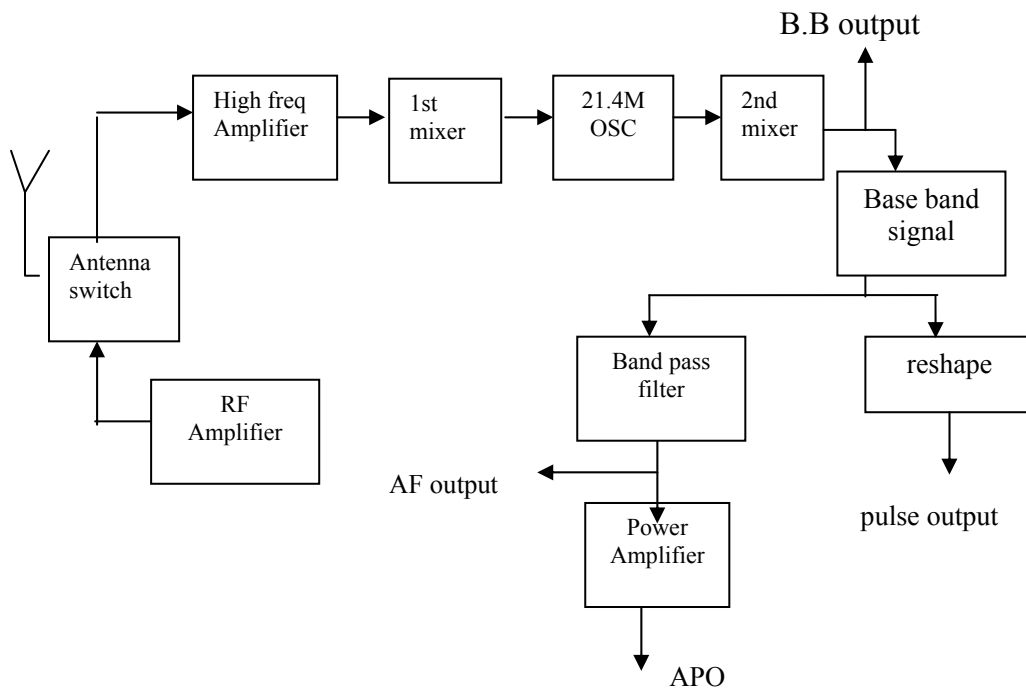 B.B output
High freq
Amplifier
1st
mixer
21.4M
OSC
2nd
mixer
Base band
signal
Antenna
switch
RF
Amplifier
Band pass
filter
reshape
AF output
pulse output
Power
Amplifier
APO